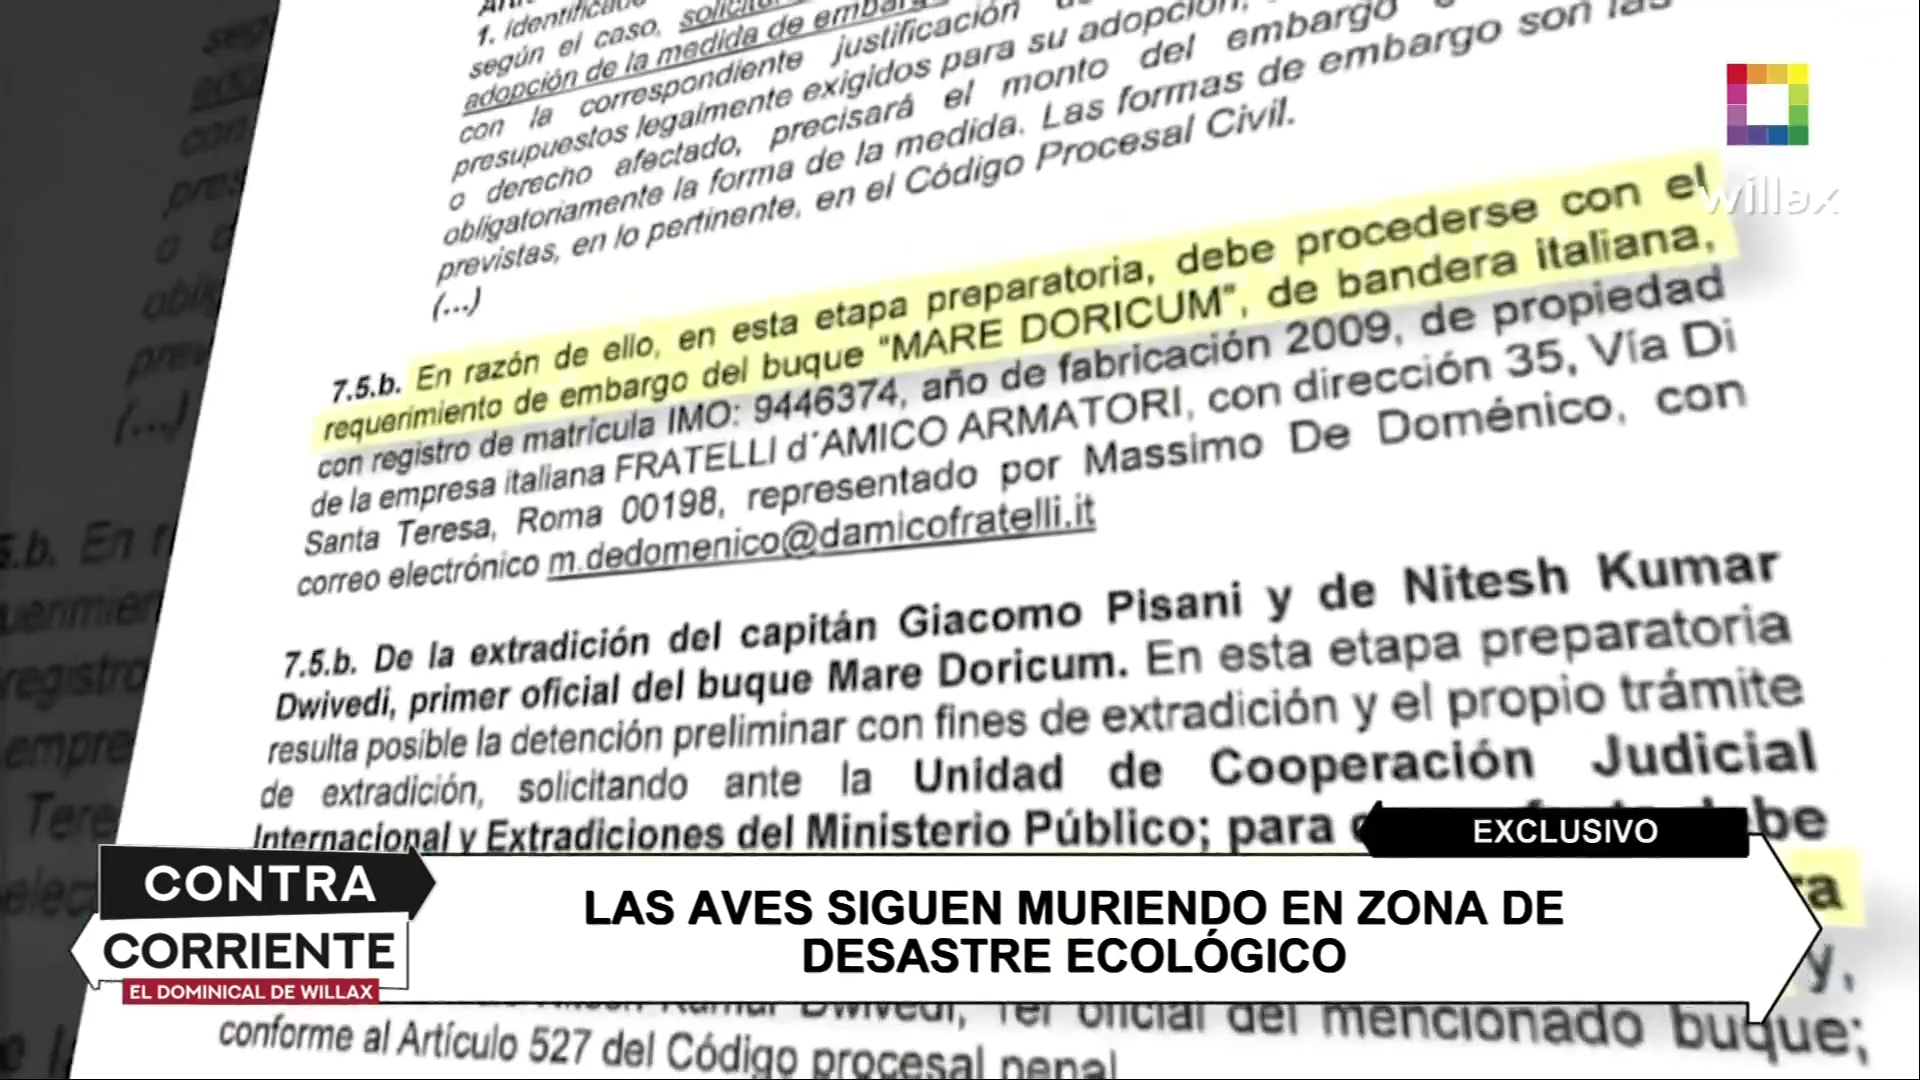 1. Identificado
según el caso,
adopción de la medida de embargo
con la correspondiente justificación
presupuestos legalmente exigidos para su adopción,
o derecho afectado, precisará el monto del embargo
obligatoriamente la forma de la medida. Las formas de embargo son las
previstas, en lo pertinente, en el Código Procesal Civil.
(...)
willax
7.5.b. En razón de ello, en esta etapa preparatoria, debe procederse con el
requerimiento de embargo del buque "MARE DORICUM", de bandera italiana,
con registro de matrícula IMO: 9446374, año de fabricación 2009, de propiedad
de la empresa italiana FRATELLI d´AMICO ARMATORI, con dirección 35, Vía Di
Santa Teresa, Roma 00198, representado por Massimo De Doménico, con
correo electrónico m.dedomenico@damicofratelli.it
7.5.b. De la extradición del capitán Giacomo Pisani y de Nitesh Kumar
Dwivedi, primer oficial del buque Mare Doricum. En esta etapa preparatoria
resulta posible la detención preliminar con fines de extradición y el propio trámite
de extradición, solicitando ante la Unidad de Cooperación Judicial
Internacional y Extradiciones del Ministerio Público; para
EXCLUSIVO
CONTRA
CORRIENTE
EL DOMINICAL DE WILLAX
LAS AVES SIGUEN MURIENDO EN ZONA DE
DESASTRE ECOLÓGICO
Dwivedi, 1er oficial del mencionado buque;
conforme al Artículo 527 del Código procesal penal